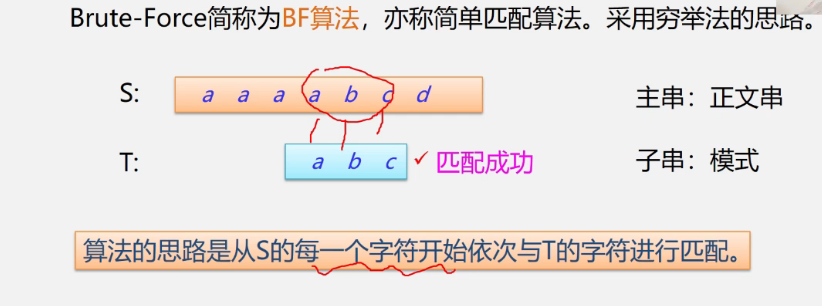 Brute-Force简称为BF算法，亦称简单匹配算法。采用穷举法的思路。
S: a a a a b c d 主串：正文串
T: a b c ✓ 匹配成功 子串：模式
算法的思路是从S的每一个字符开始依次与T的字符进行匹配。